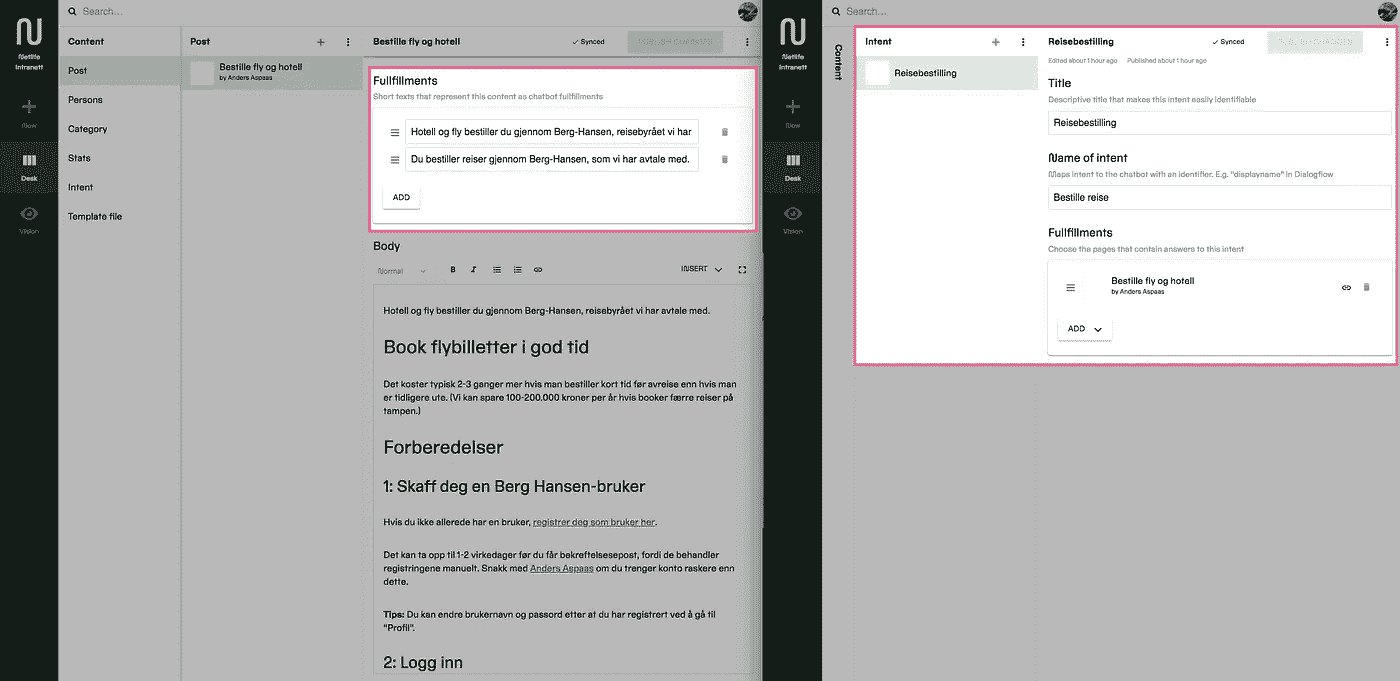 Search…
Netlife
Intranett
New
Desk
Vision
Content
Post
Persons
Category
Stats
Intent
Template file
Post
Bestille fly og hotell
by Anders Aspaas
Bestille fly og hotell
Synced
Fullfillments
Short texts that represent this content as chatbot fulfillments
Hotell og fly bestiller du gjennom Berg-Hansen, reisebyrået vi har
Du bestiller reiser gjennom Berg-Hansen, som vi har avtale med.
ADD
Body
Normal
B
I
INSERT
Hotell og fly bestiller du gjennom Berg-Hansen, reisebyrået vi har avtale med.
Book flybilletter i god tid
Det koster typisk 2-3 ganger mer hvis man bestiller kort tid før avreise enn hvis man
er tidligere ute. (Vi kan spare 100-200.000 kroner per år hvis booker færre reiser på
tampen.)
Forberedelser
1: Skaff deg en Berg Hansen-bruker
Hvis du ikke allerede har en bruker, registrer deg som bruker her.
Det kan ta opp til 1-2 virkedager før du får bekreftelsesepost, fordi de behandler
registringene manuelt. Snakk med Anders Aspaas om du trenger konto raskere enn
dette.
Tips: Du kan endre brukernavn og passord etter at du har registrert ved å gå til
“Profil”.
2: Logg inn
Search…
Netlife
Intranett
New
Desk
Vision
Content
Intent
Reisebestilling
Reisebestilling
Synced
Edited about 1 hour ago Published about 1 hour ago
Title
Descriptive title that makes this intent easily identifiable
Reisebestilling
Name of intent
Maps intent to the chatbot with an identifier. E.g. "displayname" in Dialogflow
Bestille reise
Fullfillments
Choose the pages that contain answers to this intent
Bestille fly og hotell
by Anders Aspaas
ADD